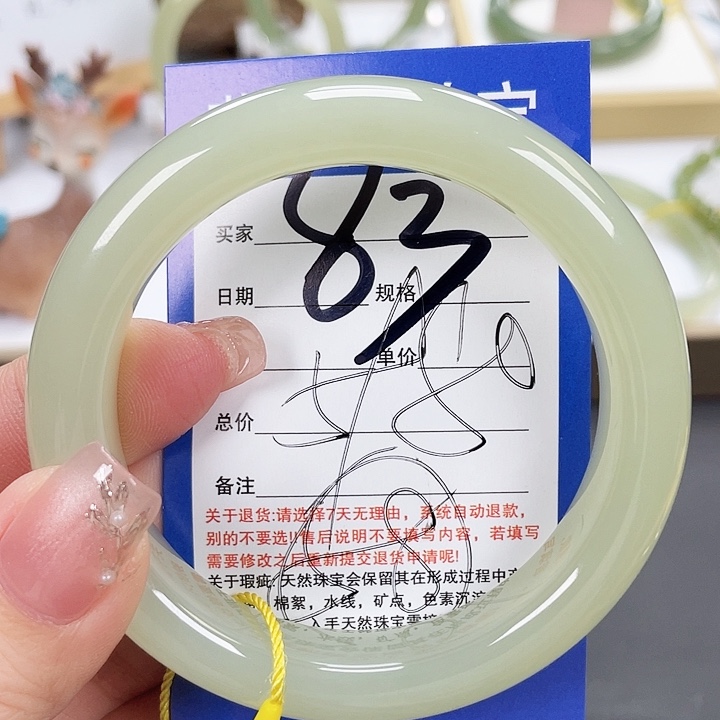 83
买家
日期 规格
单价
580
总价
备注
关于退货:请选择7天无理由，系统自动退款，
别的不要选!!售后说明不要填写内容，若填写
需要修改之后重新提交退货申请呢!
关于瑕疵:天然珠宝会保留其在形成过程中
棉絮，水线，矿点，色素沉
入手天然珠宝需